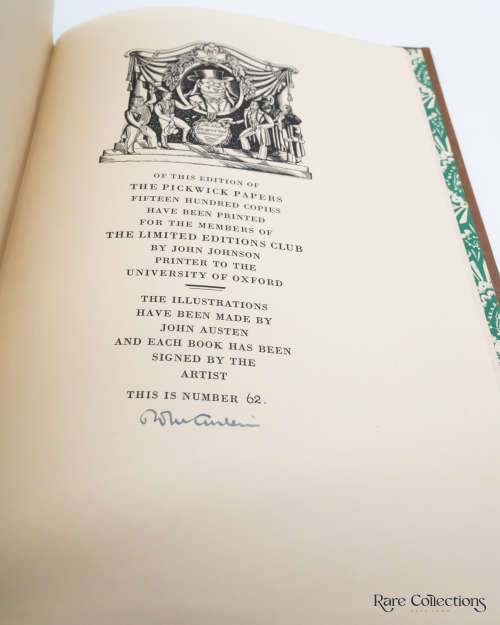 OF THIS EDITION OF
THE PICKWICK PAPERS
FIFTEEN HUNDRED COPIES
HAVE BEEN PRINTED
FOR THE MEMBERS OF
THE LIMITED EDITIONS CLUB
BY JOHN JOHNSON
PRINTER TO THE
UNIVERSITY OF OXFORD
THE ILLUSTRATIONS
HAVE BEEN MADE BY
JOHN AUSTEN
AND EACH BOOK HAS BEEN
SIGNED BY THE
ARTIST
THIS IS NUMBER 62.
John Austen
Rare Collections